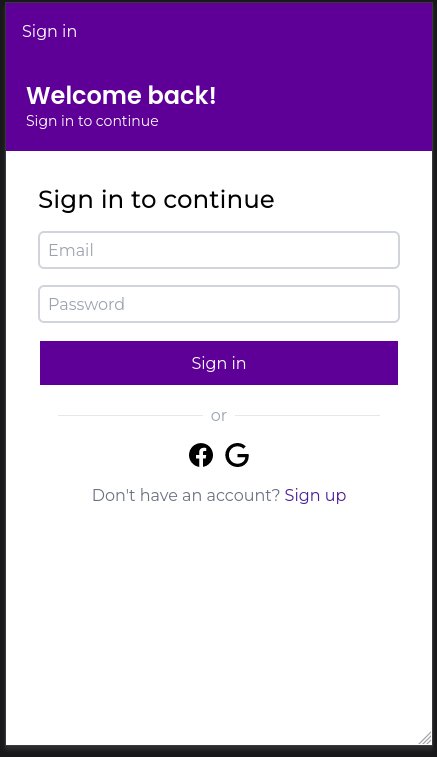 Sign in
Welcome back!
Sign in to continue
Sign in to continue
Email
Password
Sign in
or
Don't have an account? Sign up